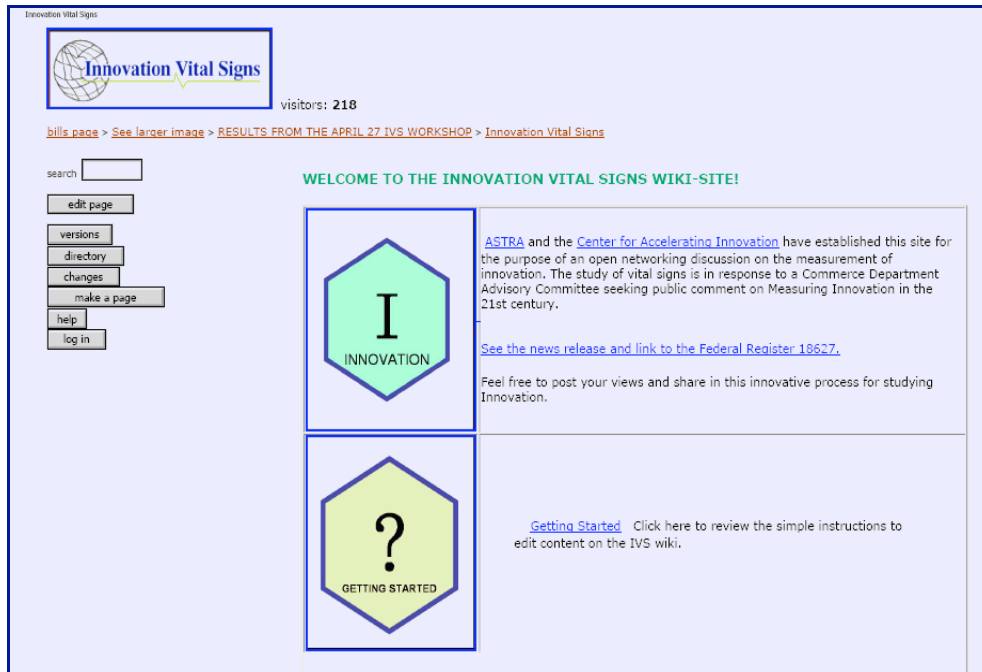 Innovation Vital Signs
Innovation Vital Signs
visitors: 218
bills page > See larger image > RESULTS FROM THE APRIL 27 IVS WORKSHOP > Innovation Vital Signs
search
edit page
versions
directory
changes
make a page
help
log in
WELCOME TO THE INNOVATION VITAL SIGNS WIKI-SITE!
I
INNOVATION
ASTRA and the Center for Accelerating Innovation have established this site for
the purpose of an open networking discussion on the measurement of
innovation. The study of vital signs is in response to a Commerce Department
Advisory Committee seeking public comment on Measuring Innovation in the
21st century.
See the news release and link to the Federal Register 18627.
Feel free to post your views and share in this innovative process for studying
Innovation.
?
GETTING STARTED
Getting Started Click here to review the simple instructions to
edit content on the IVS wiki.